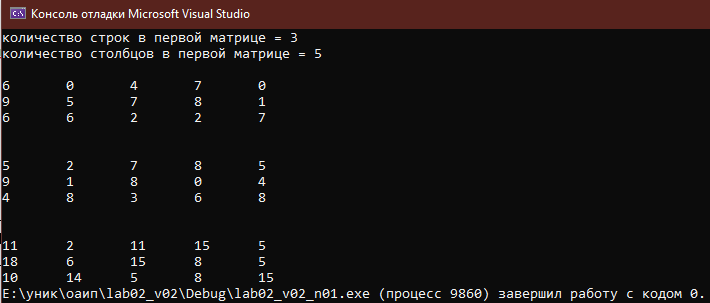 Консоль отладки Microsoft Visual Studio
количество строк в первой матрице = 3
количество столбцов в первой матрице = 5
6 0 4 7 0
9 5 7 8 1
6 6 2 2 7
5 2 7 8 5
9 1 8 0 4
4 8 3 6 8
11 2 11 15 5
18 6 15 8 5
10 14 5 8 15
E:\уник\оаип\lab02_v02\Debug\lab02_v02_n01.exe (процесс 9860) завершил работу с кодом 0.